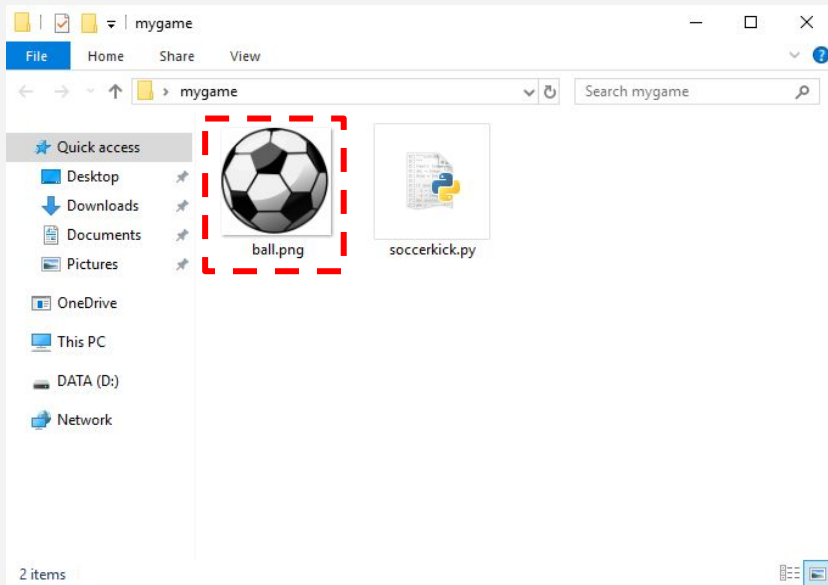 mygame
File Home Share View
mygame
Search mygame
Quick access
Desktop
Downloads
Documents
Pictures
OneDrive
This PC
DATA (D:)
Network
ball.png
soccerkick.py
2 items